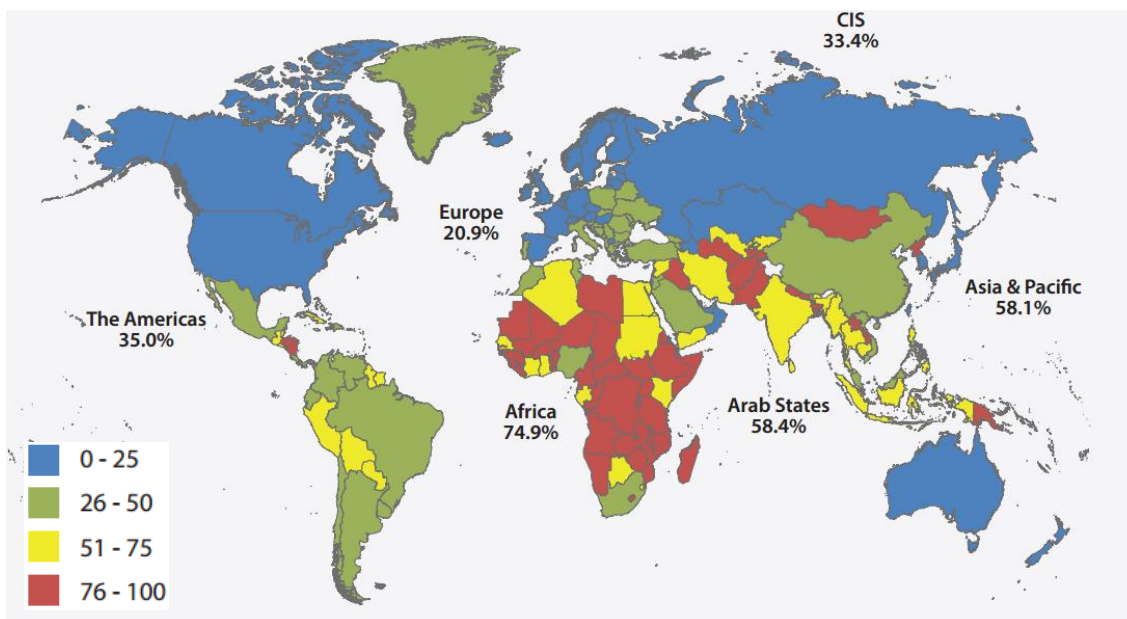 CIS
33.4%
Europe
20.9%
Asia & Pacific
58.1%
The Americas
35.0%
Africa
74.9%
Arab States
58.4%
0 - 25
26 - 50
51 - 75
76 - 100